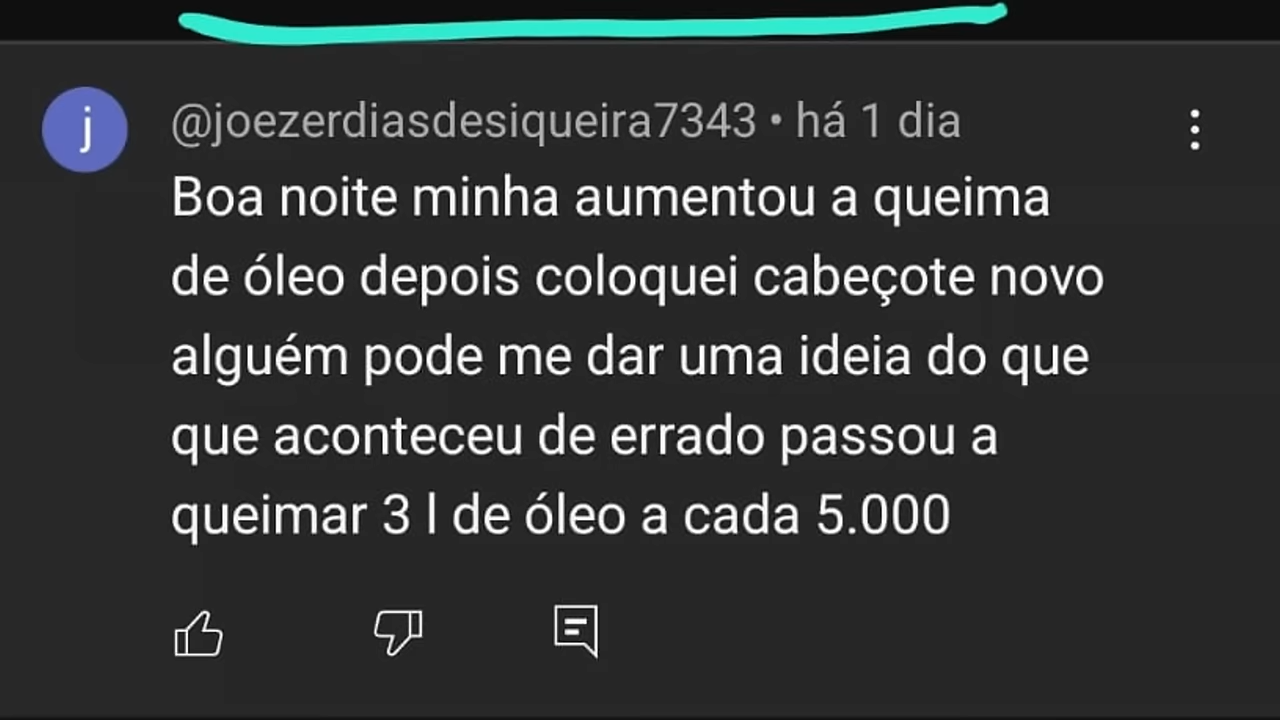 j
@joezerdiasdesiqueira7343 • há 1 dia
Boa noite minha aumentou a queima
de óleo depois coloquei cabeçote novo
alguém pode me dar uma ideia do que
que aconteceu de errado passou a
queimar 3 l de óleo a cada 5.000